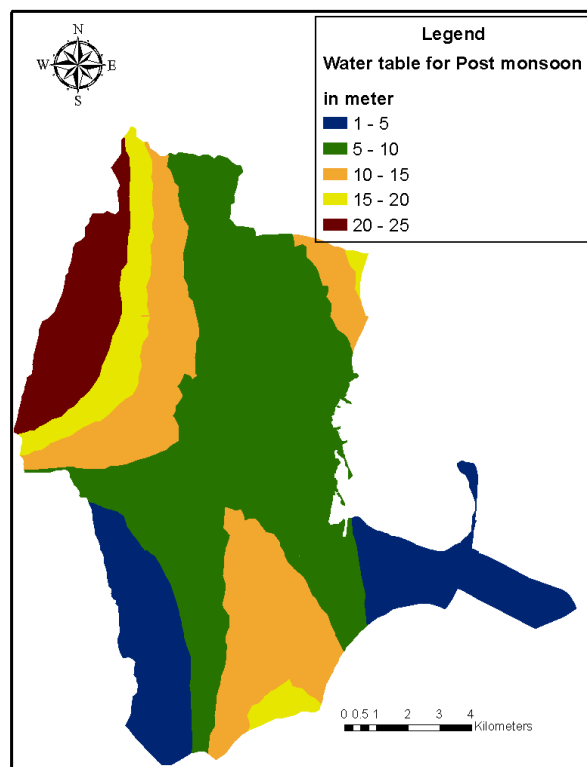 N
W E
S
Legend
Water table for Post monsoon
in meter
1 - 5
5 - 10
10 - 15
15 - 20
20 - 25
0 0.5 1 2 3 4
Kilometers